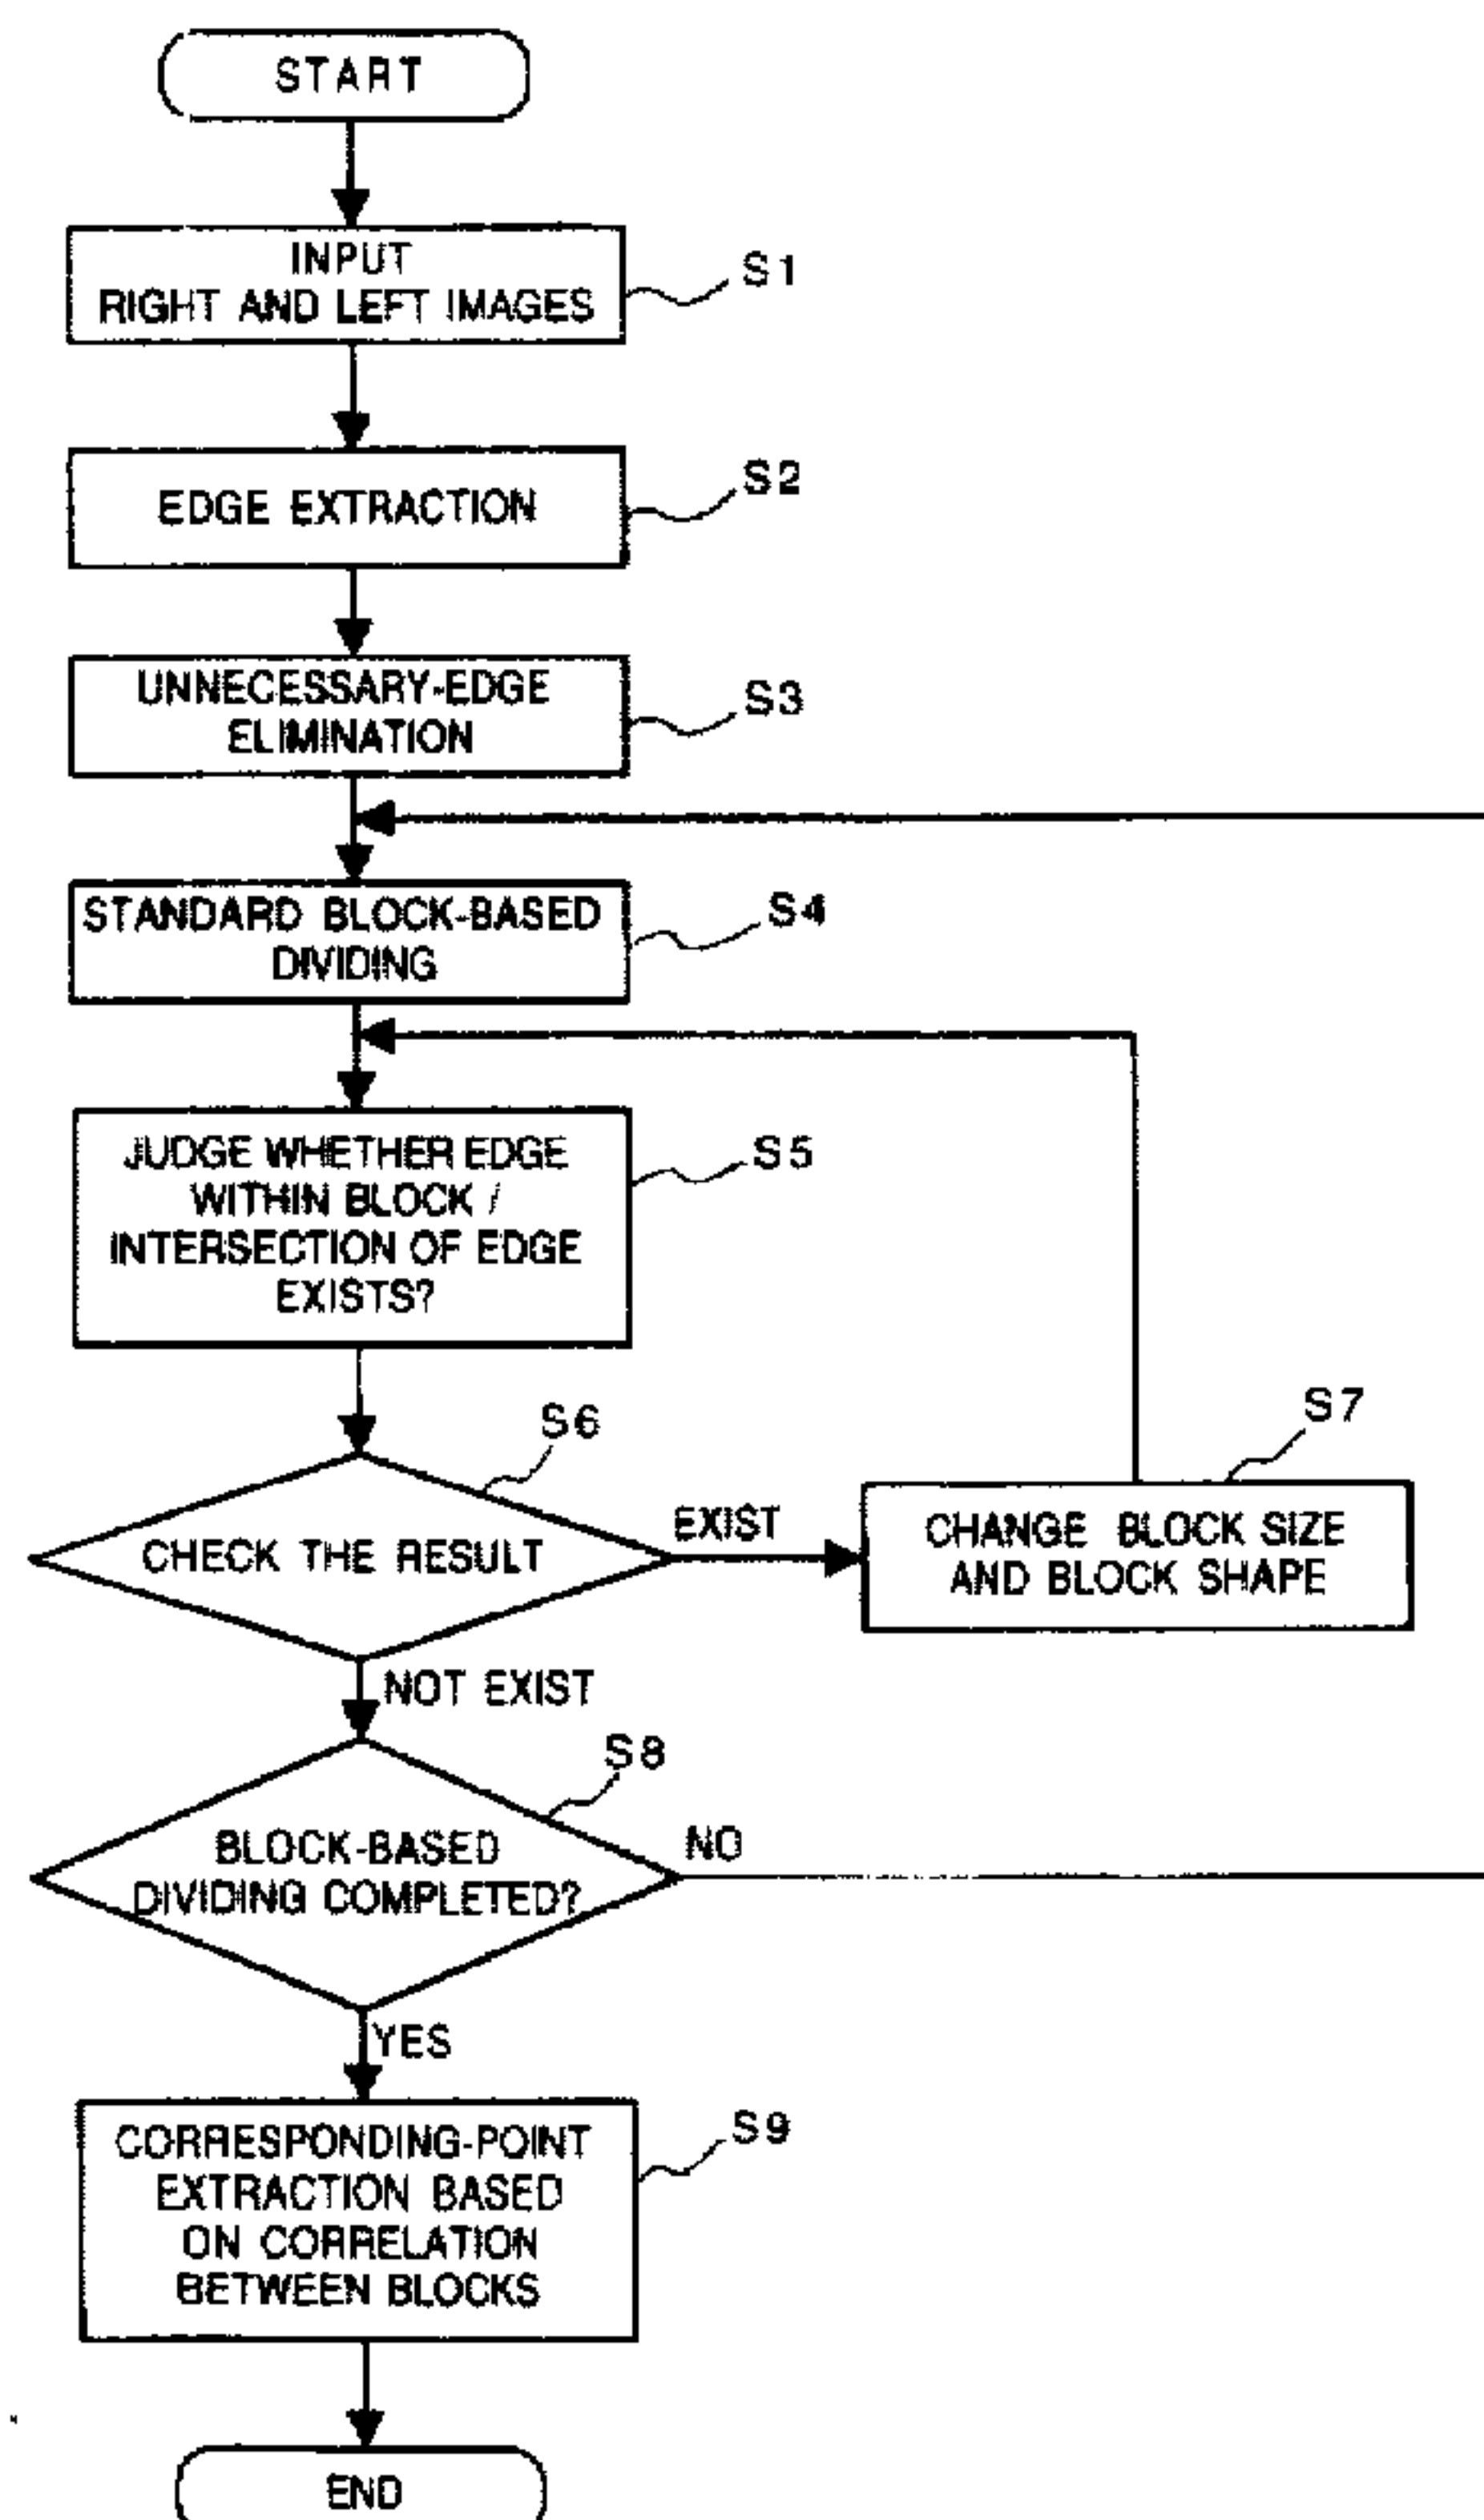 START
INPUT
RIGHT AND LEFT IMAGES
S1
EDGE EXTRACTION
S2
UNNECESSARY-EDGE
ELIMINATION
S3
STANDARD BLOCK-BASED
DIVIDING
S4
JUDGE WHETHER EDGE
WITHIN BLOCK /
INTERSECTION OF EDGE
EXISTS?
S5
S6
CHECK THE RESULT
EXIST
S7
CHANGE BLOCK SIZE
AND BLOCK SHAPE
NOT EXIST
S8
BLOCK-BASED
DIVIDING COMPLETED?
NO
YES
CORRESPONDING-POINT
EXTRACTION BASED
ON CORRELATION
BETWEEN BLOCKS
S9
END